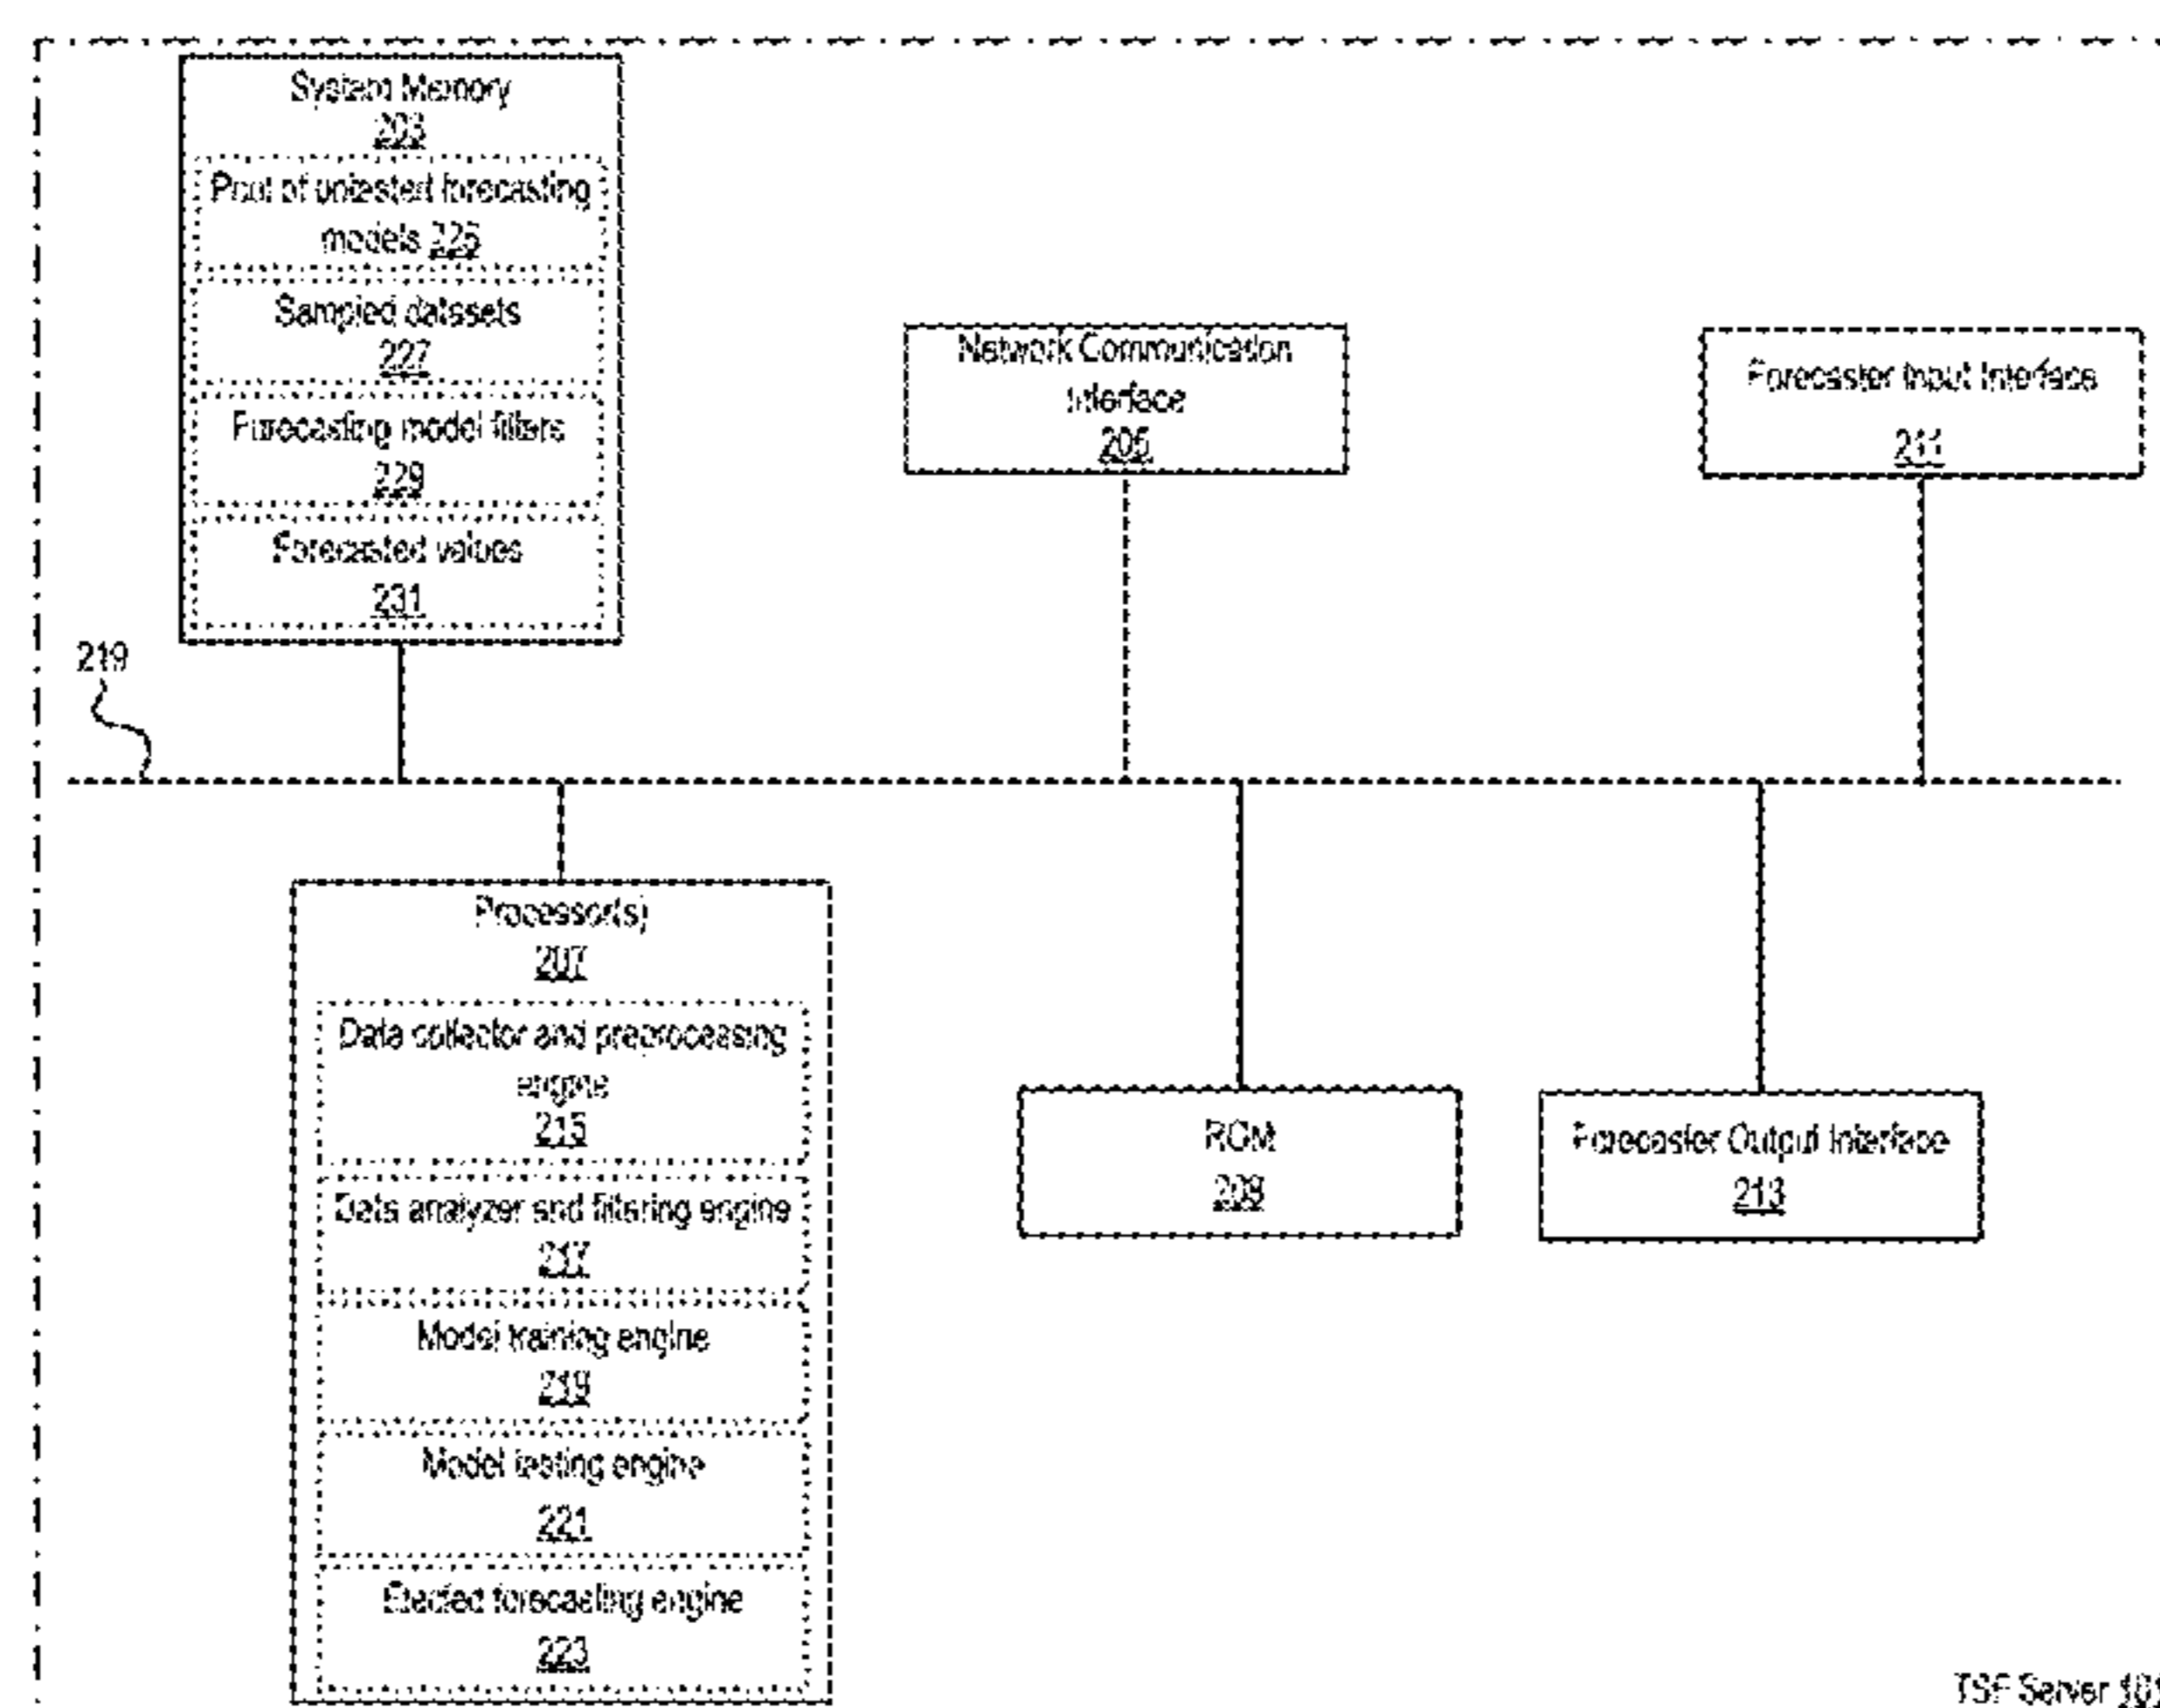 System Memory
203
Pool of untested forecasting
models 225
Sampled datasets
227
Forecasting model filters
229
Forecasted values
231
Network Communication
Interface
205
Forecaster Input Interface
211
219
Processor(s)
207
Data collector and preprocessing
engine
215
Data analyzer and filtering engine
217
Model training engine
219
Model testing engine
221
Elected forecasting engine
223
ROM
209
Forecaster Output Interface
213
TSF Server 101